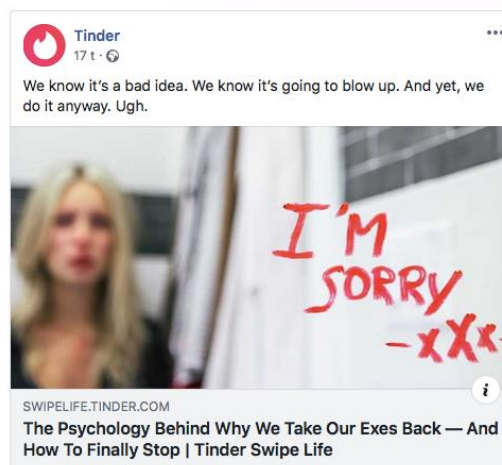 Tinder
17 t ·
We know it's a bad idea. We know it's going to blow up. And yet, we
do it anyway. Ugh.
I'M
SORRY
-xXx-
i
SWIPELIFE.TINDER.COM
The Psychology Behind Why We Take Our Exes Back — And
How To Finally Stop | Tinder Swipe Life